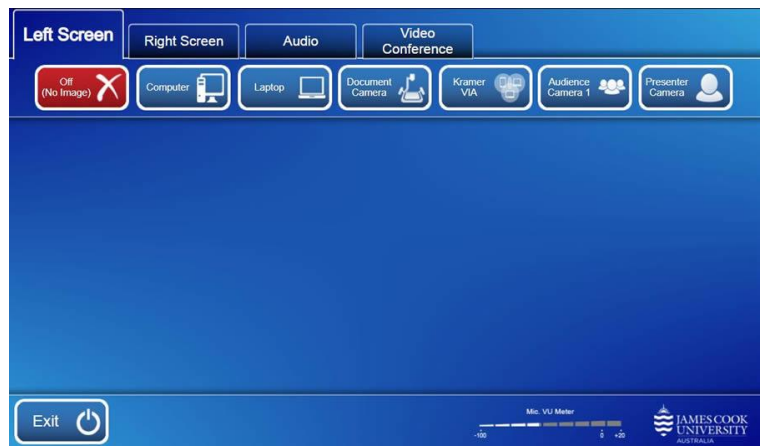 Left Screen
Right Screen
Audio
Video
Conference
Off
(No Image)
Computer
Laptop
Document
Camera
Kramer
VIA
Audience
Camera 1
Presenter
Camera
Exit
Mic. VU Meter
-100
0
+20
JAMES COOK
UNIVERSITY
AUSTRALIA